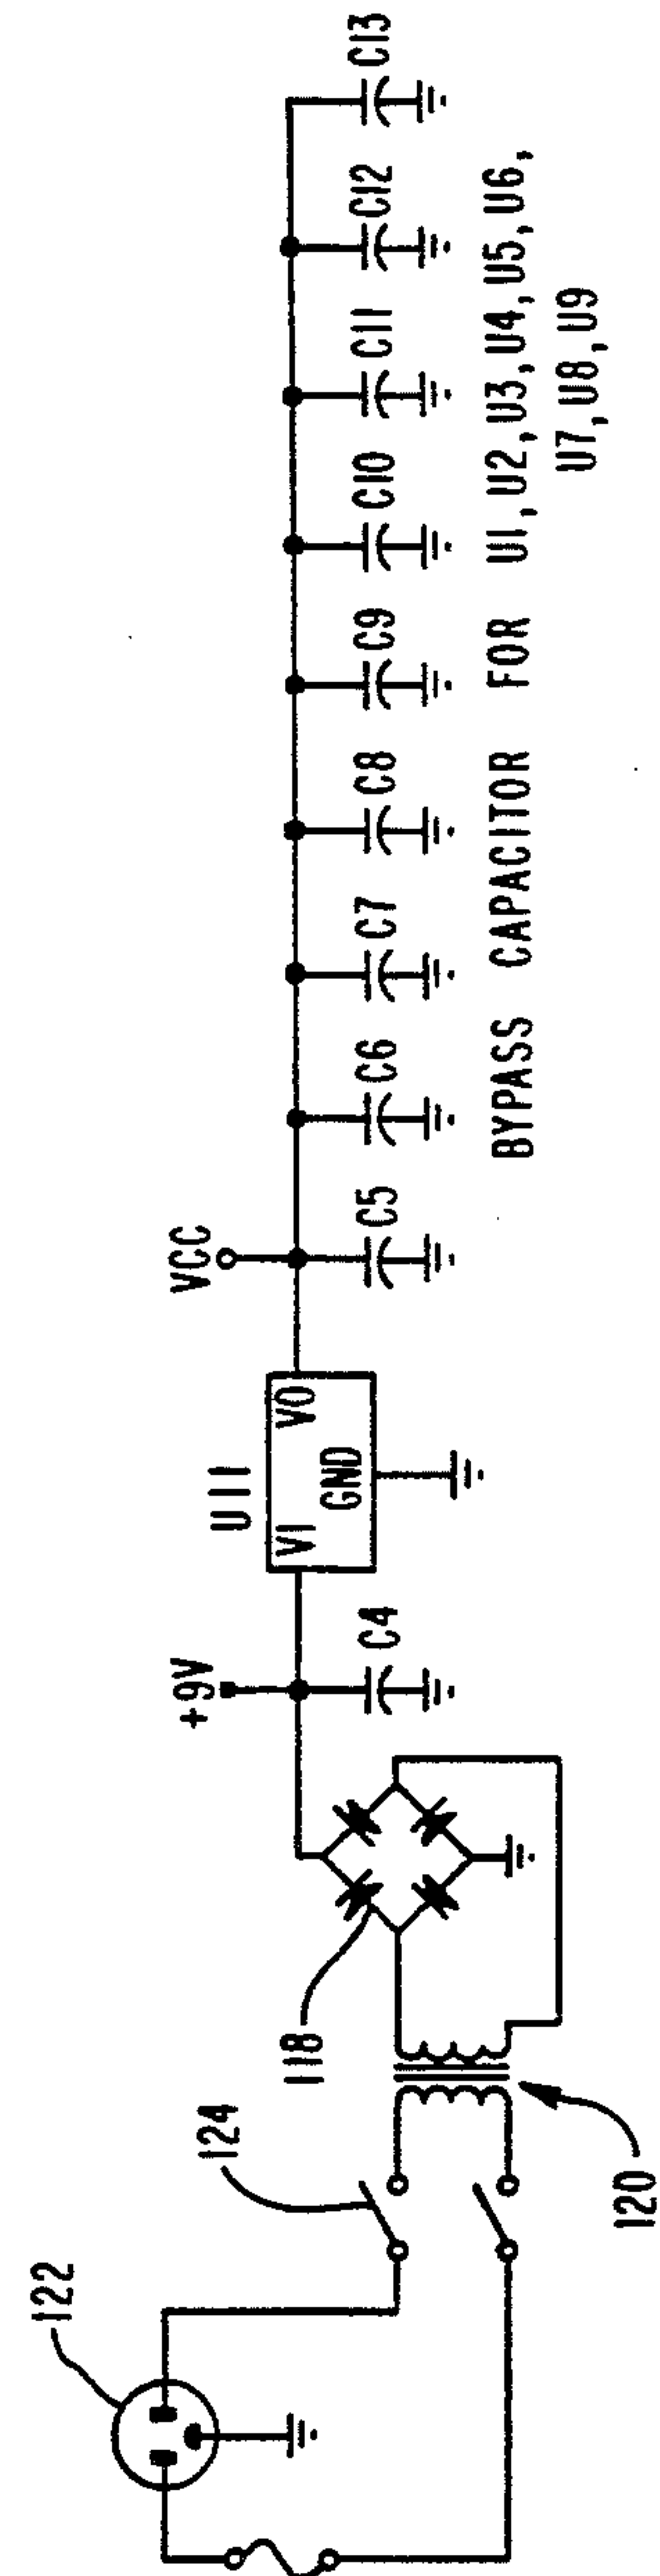 122
124
118
120
+9V
C4
U11
VI
VO
GND
VCC
C5
C6
C7
C8
C9
C10
C11
C12
C13
BYPASS CAPACITOR FOR U1, U2, U3, U4, U5, U6,
U7, U8, U9